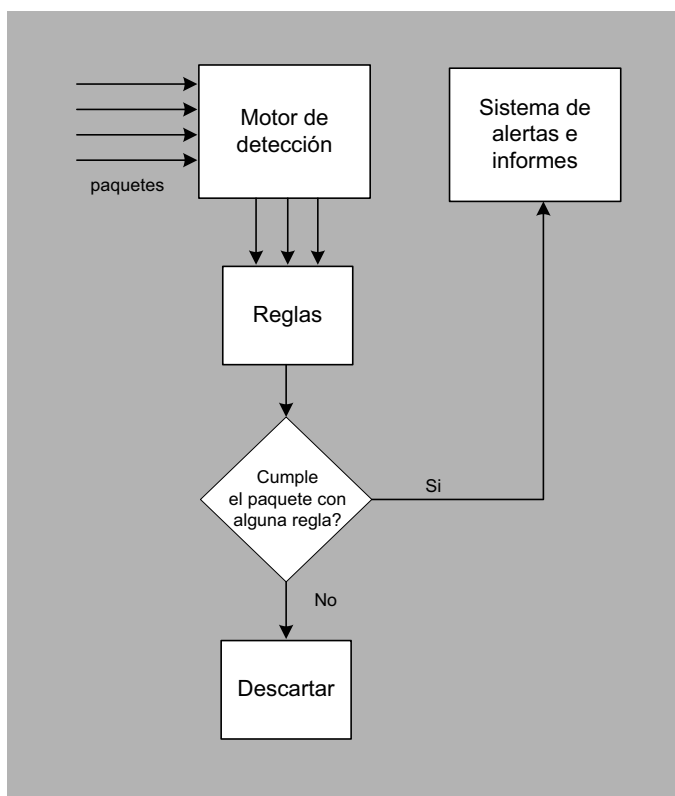 Motor de
detección
paquetes
Sistema de
alertas e
informes
Reglas
Cumple
el paquete con
alguna regla?
Si
No
Descartar